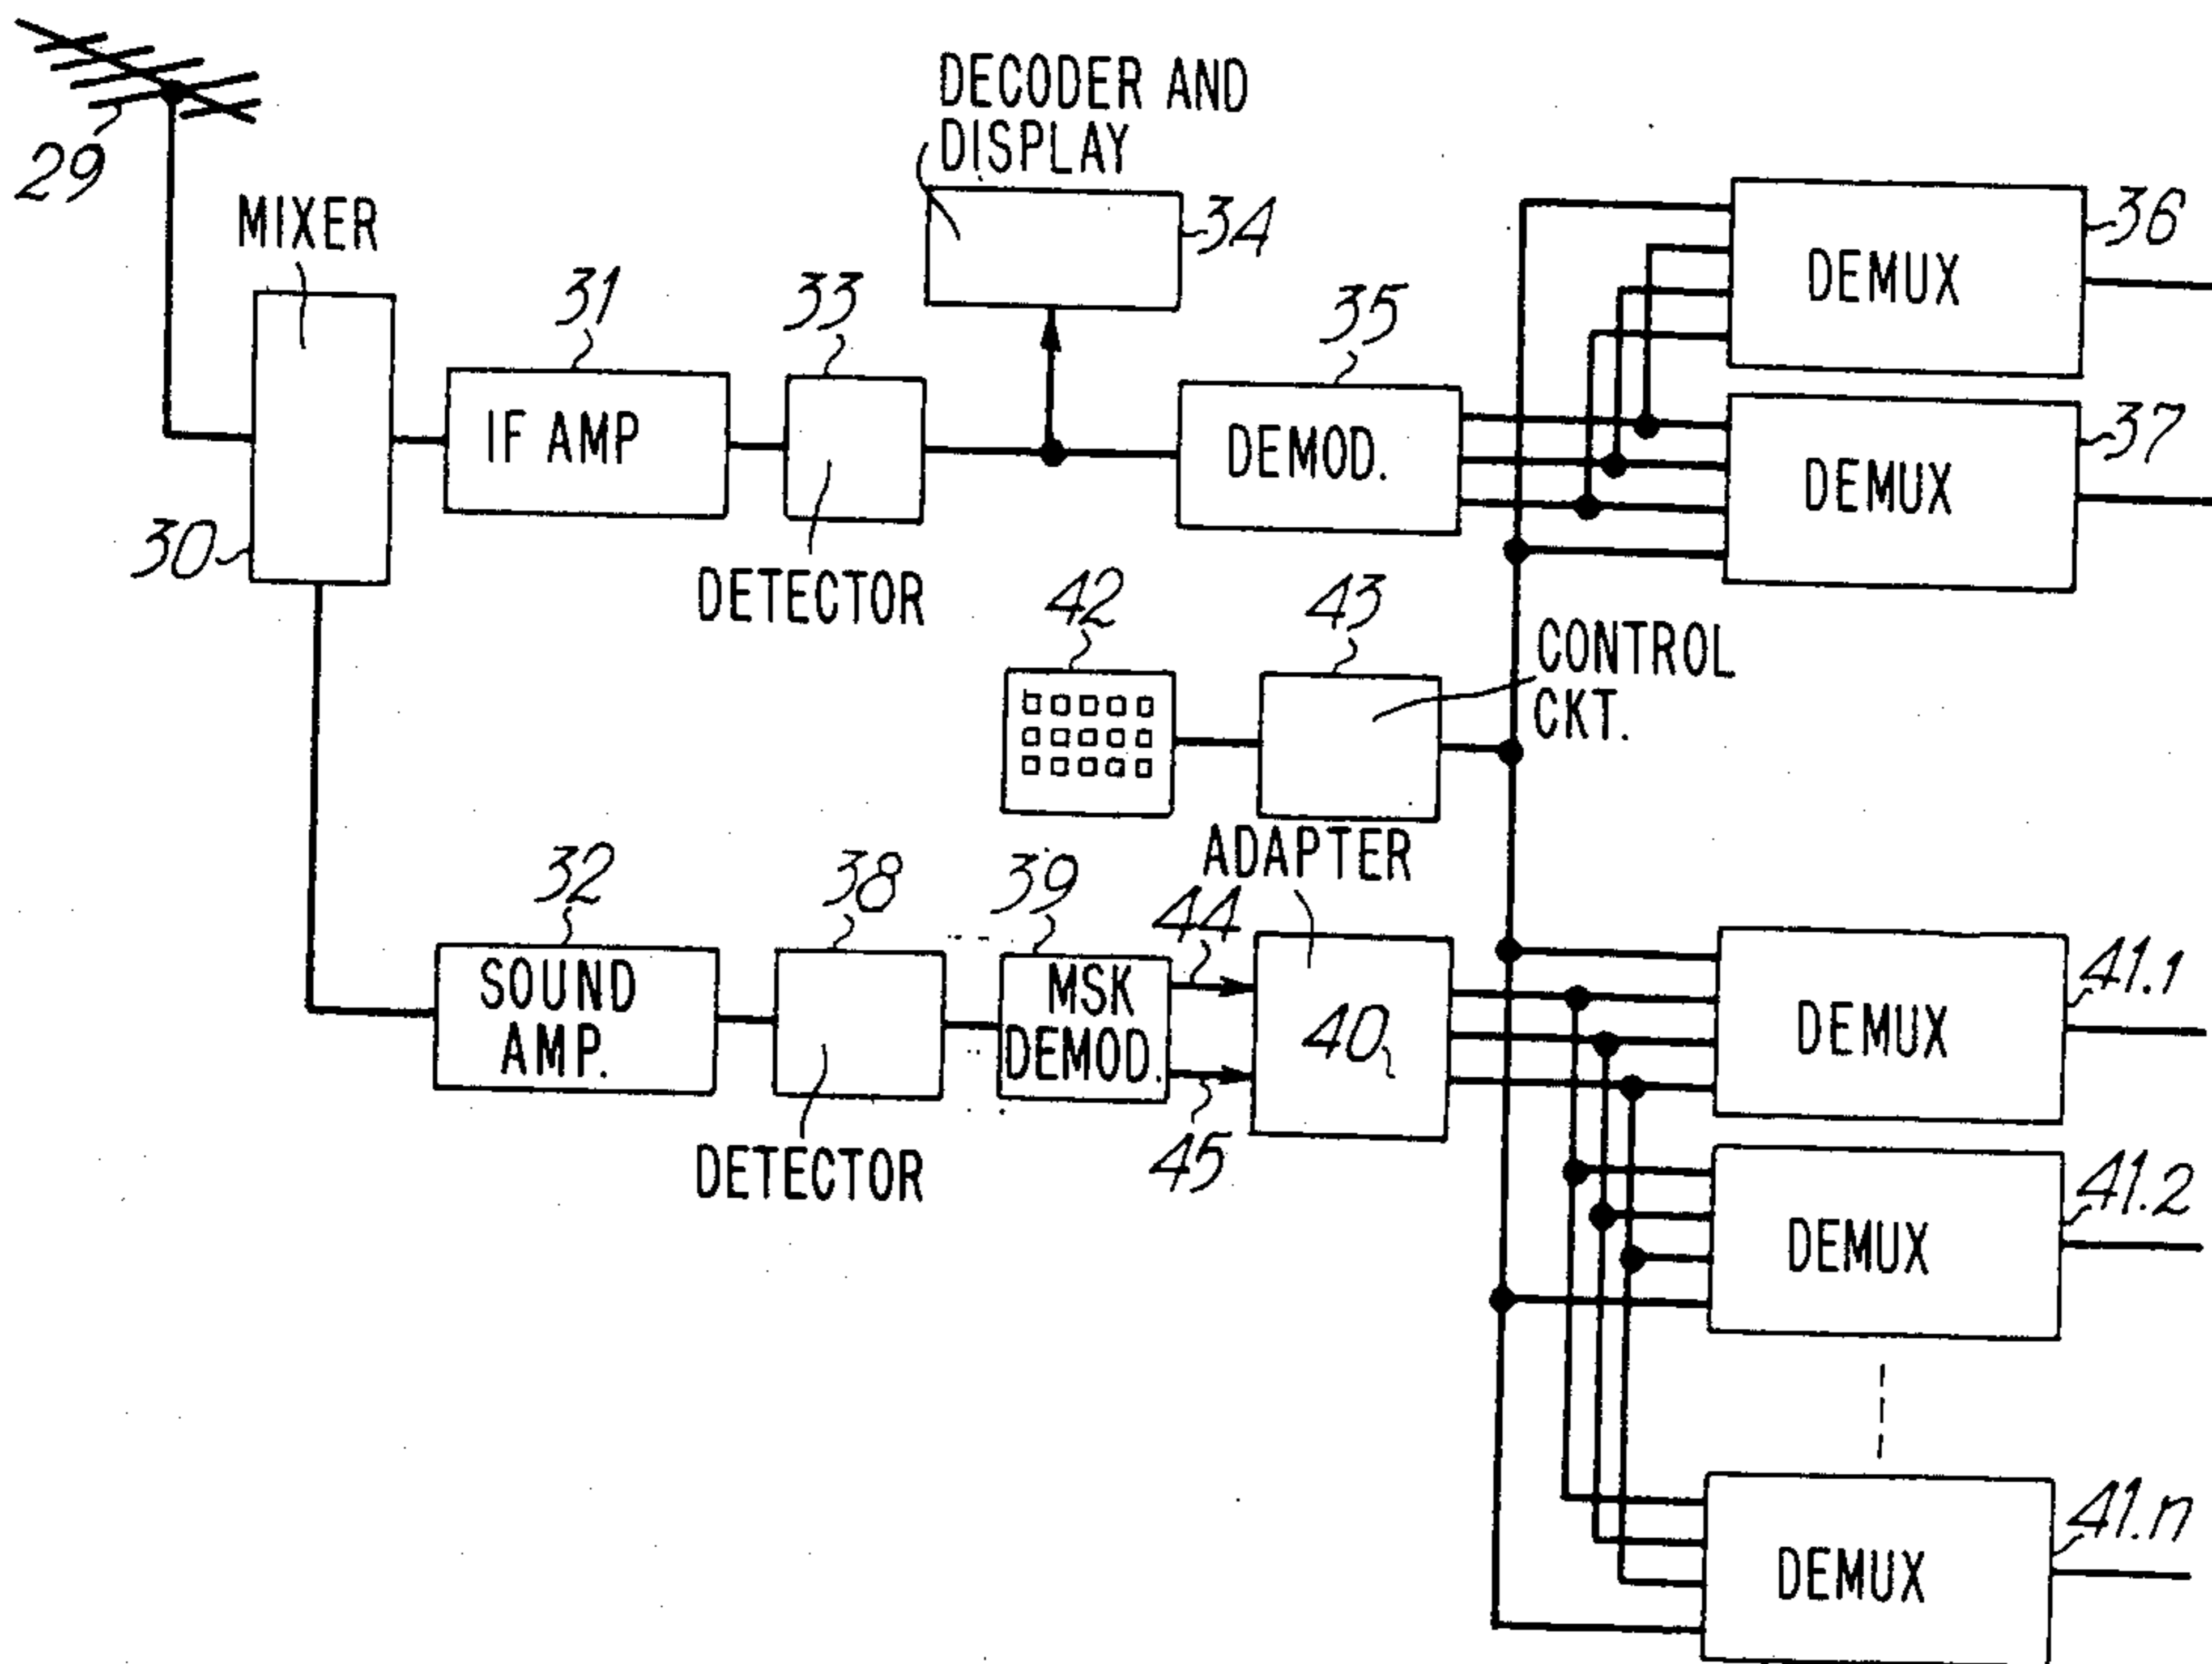 29
MIXER
30
31
IF AMP
33
DETECTOR
DECODER AND
DISPLAY
34
35
DEMOD.
DEMUX
36
DEMUX
37
42
43
CONTROL
CKT.
32
SOUND
AMP.
38
DETECTOR
39
MSK
DEMOD.
44
45
ADAPTER
40
DEMUX
41.1
DEMUX
41.2
DEMUX
41.n